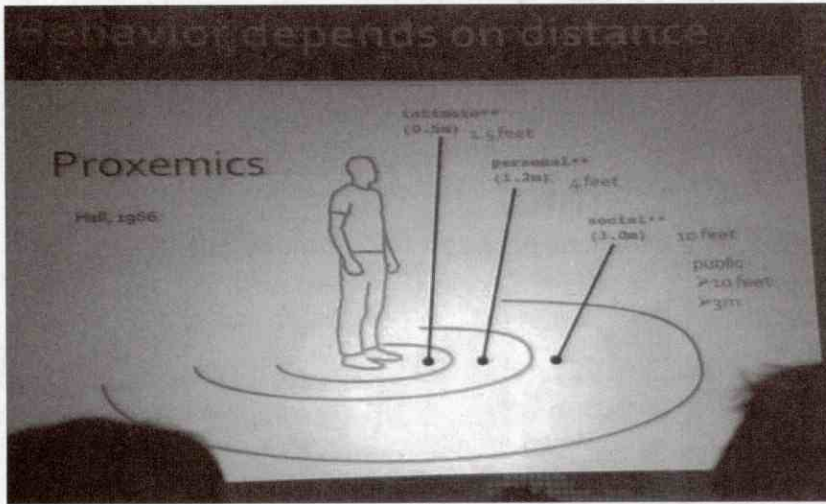 Behavior depends on distance
Proxemics
Hall, 1966
intimate**
(0.5m) 1.5 feet
personal**
(1.2m) 4 feet
social**
(3.0m) 10 feet
public
>10 feet
>3m